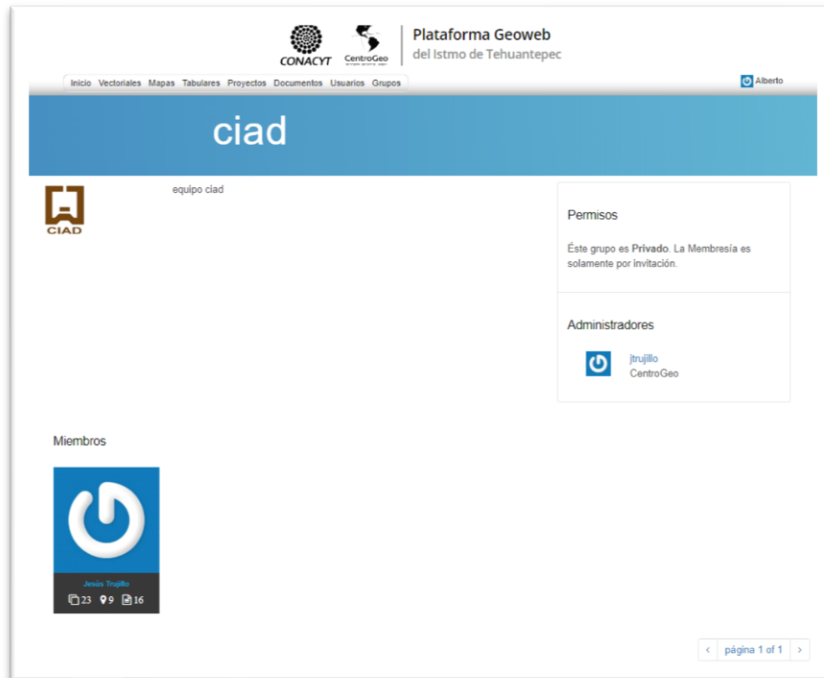 CONACYT
CentroGeo
Plataforma Geoweb
del Istmo de Tehuantepec
Inicio Vectoriales Mapas Tabulares Proyectos Documentos Usuarios Grupos
Alberto
ciad
CIAD
equipo ciad
Permisos
Éste grupo es Privado. La Membresía es
solamente por invitación.
Administradores
jtrujillo
CentroGeo
Miembros
Jesús Trujillo
23 9 16
< página 1 of 1 >